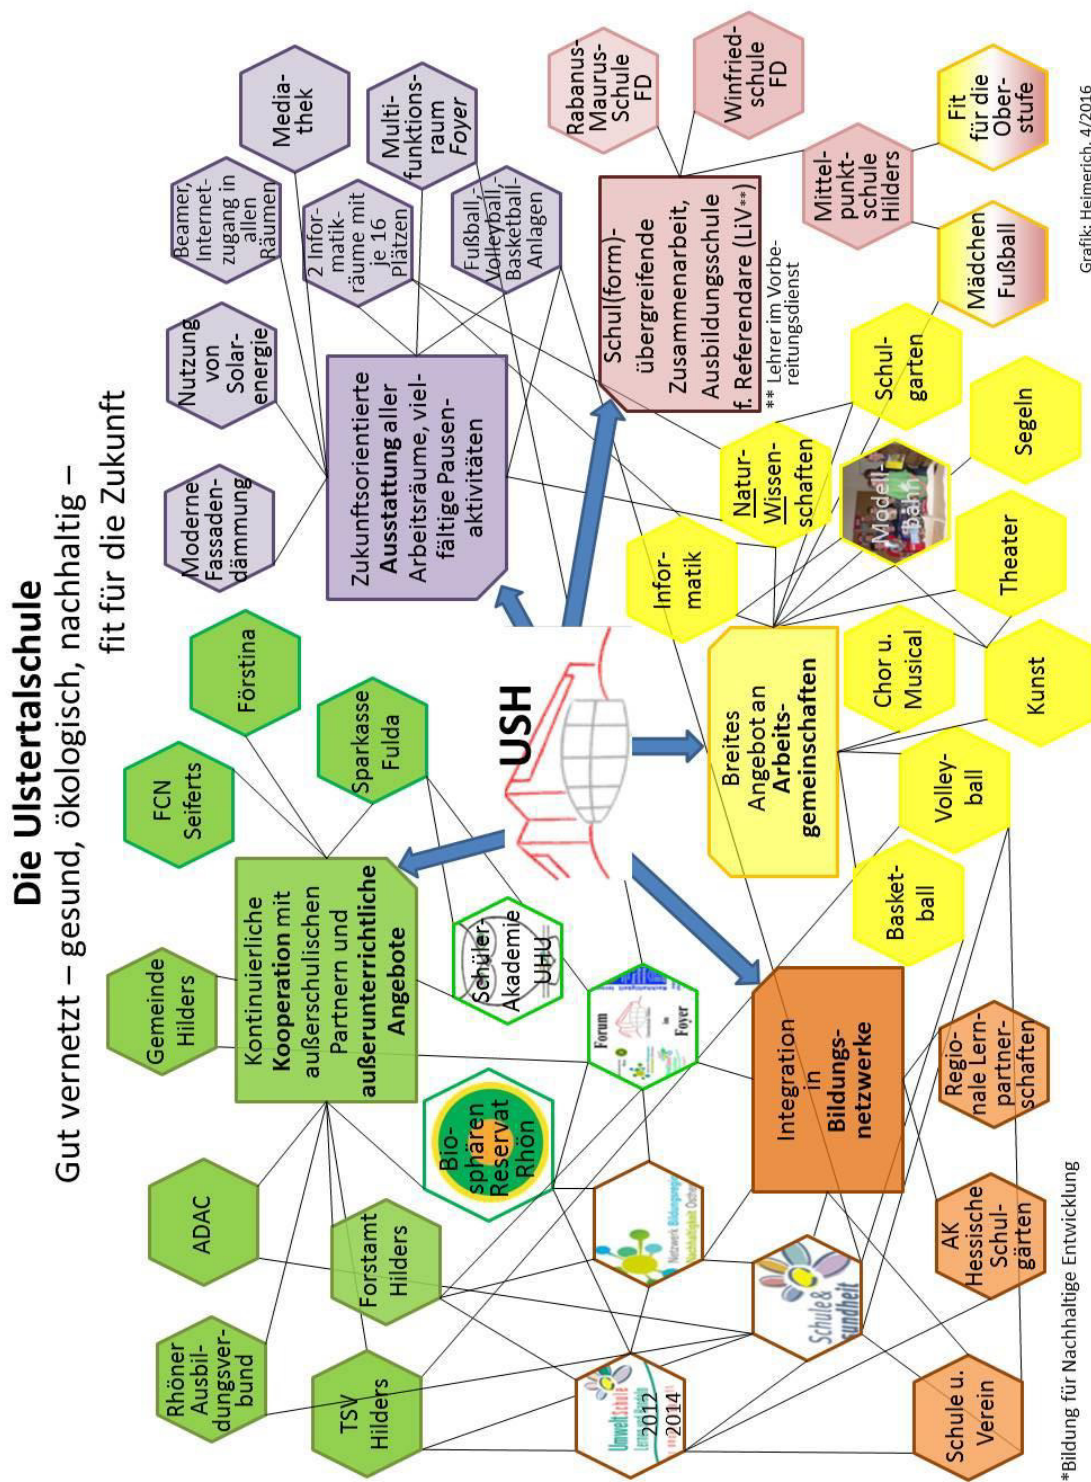 Die Ulstertalschule
Gut vernetzt – gesund, ökologisch, nachhaltig –
fit für die Zukunft
Rhöner
Ausbil-
dungsver-
bund
ADAC
Gemeinde
Hilders
FCN
Seiferts
Förstina
Moderne
Fassaden-
dämmung
Nutzung
von
Solar-
energie
Beamer,
Internet-
zugang in
allen
Räumen
Media-
thek
TSV
Hilders
Forstamt
Hilders
Kontinuierliche
Kooperation mit
außerschulischen
Partnern und
außerunterrichtliche
Angebote
Sparkasse
Fulda
Zukunftsorientierte
Ausstattung aller
Arbeitsräume, viel-
fältige Pausen-
aktivitäten
2 Infor-
matik-
räume mit
je 16
Plätzen
Multi-
funktions-
raum
Foyer
Fußball,-
Volleyball,-
Basketball-
Anlagen
Bio-
sphären
Reservat
Rhön
Schüler-
Akademie
UHU
USH
Rabanus-
Maurus-
Schule
FD
Winfried-
schule
FD
Schul(form)-
übergreifende
Zusammenarbeit,
Ausbildungsschule
f. Referendare (LiV**)
** Lehrer im Vorbe-
reitungsdienst
UmweltSchule
2012
2014
Netzwerk Bildungsregion
Nachhaltigkeit
Forum
im
Foyer
Schule&
sundheit
Integration
in
Bildungs-
netzwerke
Breites
Angebot an
Arbeits-
gemeinschaften
Infor-
matik
Natur-
Wissen-
schaften
Mittel-
punkt-
schule
Hilders
Basket-
ball
Chor u.
Musical
Modell-
bahn
Schul-
garten
Mädchen
Fußball
Fit
für die
Ober-
stufe
Schule u.
Verein
AK
Hessische
Schul-
gärten
Regio-
nale Lern-
partner-
schaften
Volley-
ball
Kunst
Theater
Segeln
*Bildung für Nachhaltige Entwicklung
Grafik: Heimerich, 4/2016